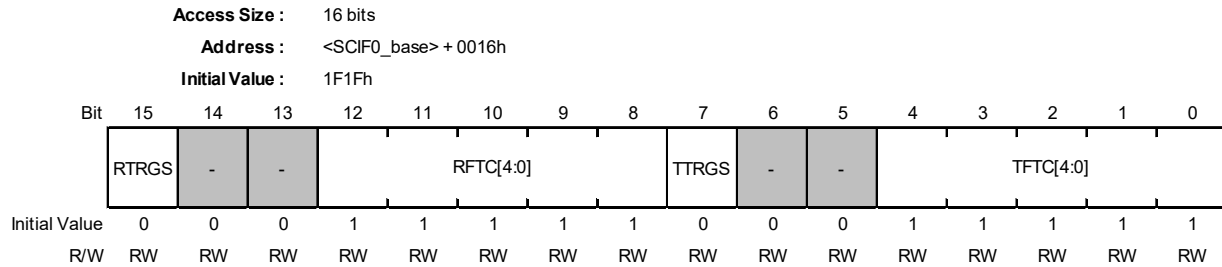 Access Size : 16 bits
Address : <SCIF0_base> + 0016h
Initial Value : 1F1Fh
Bit 15 14 13 12 11 10 9 8 7 6 5 4 3 2 1 0
RTRGS - - RFTC[4:0] TTRGS - - TFTC[4:0]
Initial Value 0 0 0 1 1 1 1 1 0 0 0 1 1 1 1 1
R/W RW RW RW RW RW RW RW RW RW RW RW RW RW RW RW RW